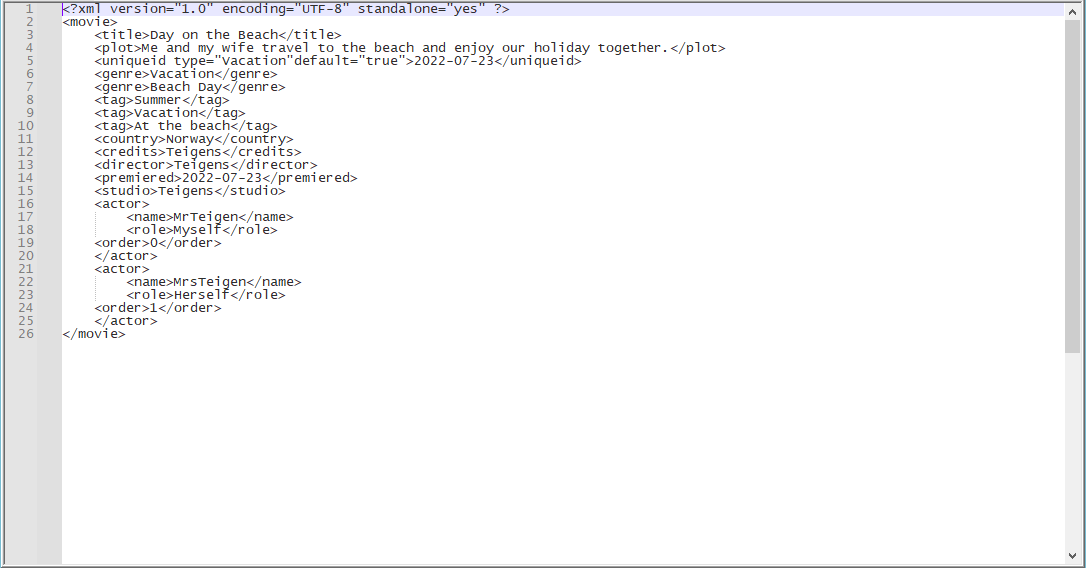 1 <?xml version="1.0" encoding="UTF-8" standalone="yes" ?>
2 <movie>
3     <title>Day on the Beach</title>
4     <plot>Me and my wife travel to the beach and enjoy our holiday together.</plot>
5     <uniqueid type="Vacation"default="true">2022-07-23</uniqueid>
6     <genre>Vacation</genre>
7     <genre>Beach Day</genre>
8     <tag>Summer</tag>
9     <tag>Vacation</tag>
10     <tag>At the beach</tag>
11     <country>Norway</country>
12     <credits>Teigens</credits>
13     <director>Teigens</director>
14     <premiered>2022-07-23</premiered>
15     <studio>Teigens</studio>
16     <actor>
17         <name>MrTeigen</name>
18         <role>Myself</role>
19     <order>0</order>
20     </actor>
21     <actor>
22         <name>MrsTeigen</name>
23         <role>Herself</role>
24     <order>1</order>
25     </actor>
26 </movie>